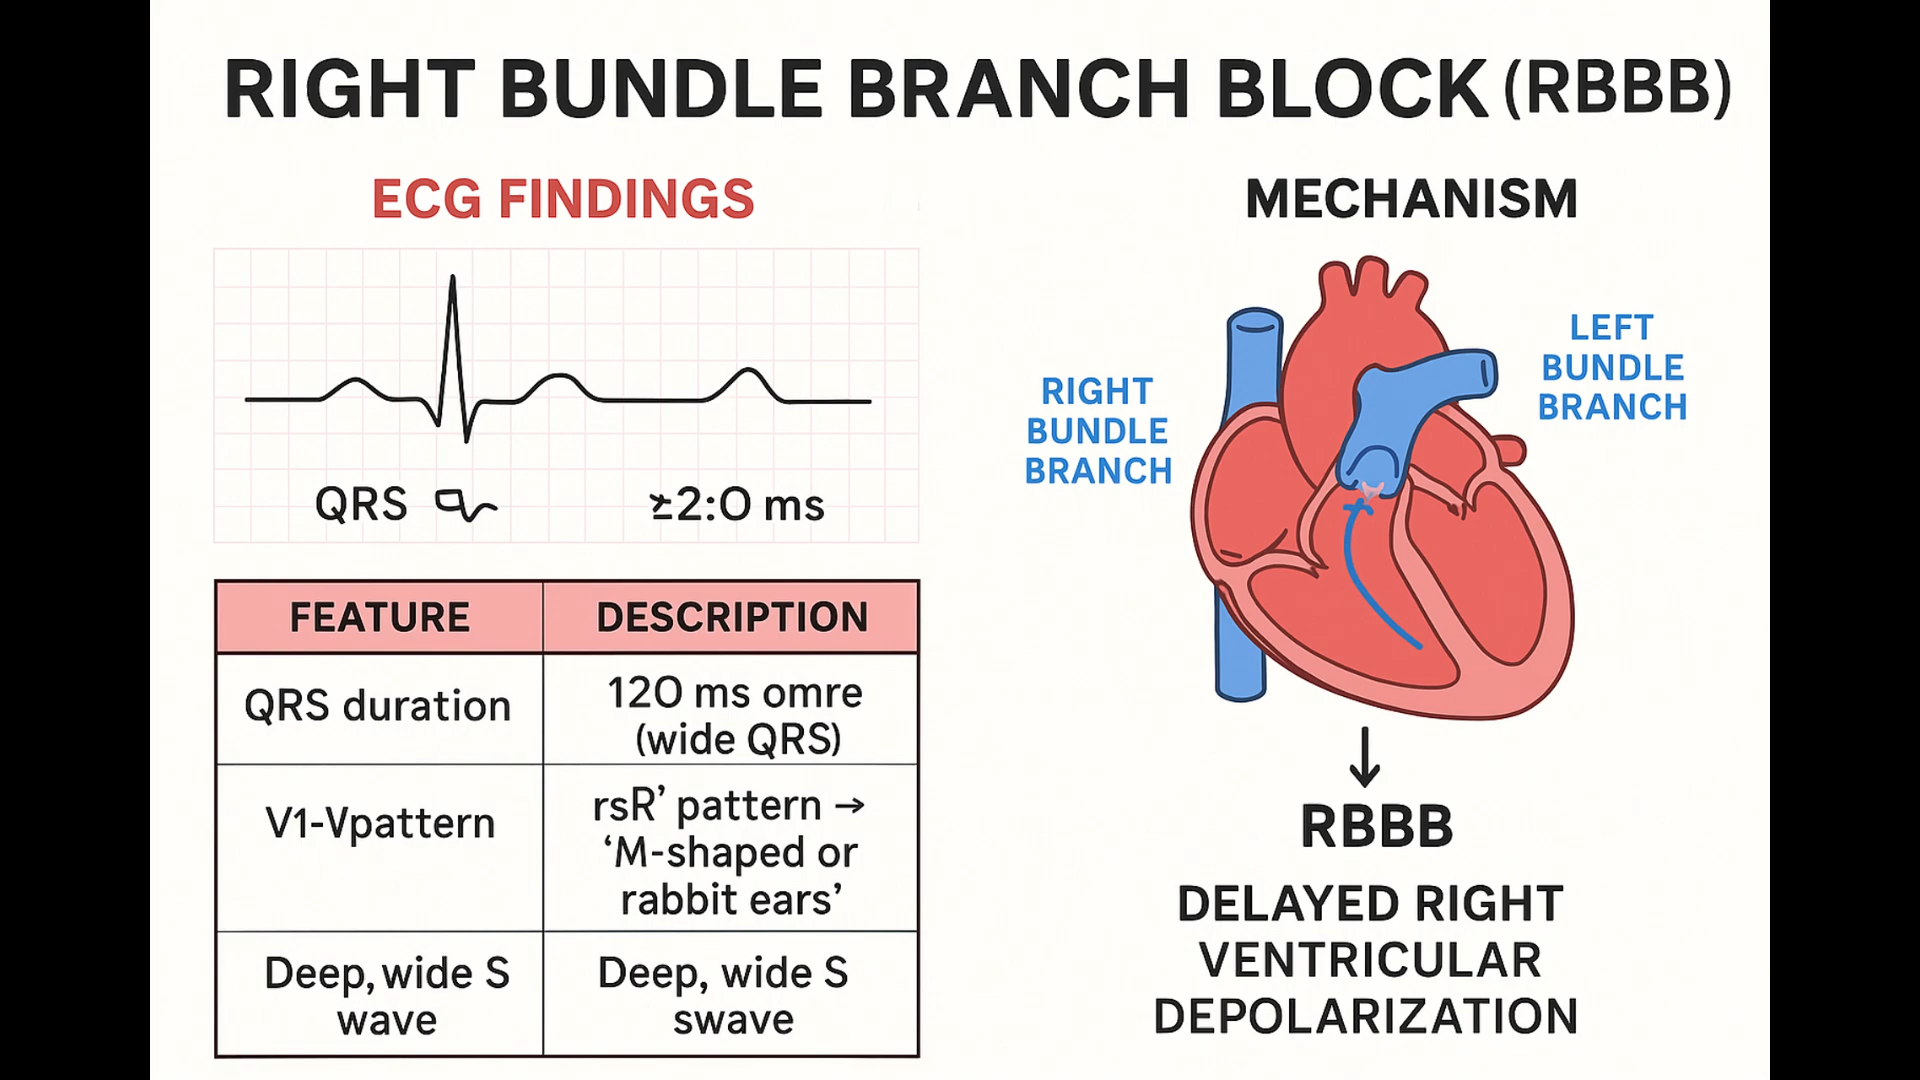 RIGHT BUNDLE BRANCH BLOCK (RBBB)
ECG FINDINGS
QRS
≥2:0 ms
FEATURE
DESCRIPTION
QRS duration
120 ms omre
(wide QRS)
V1-Vpattern
rsR’ pattern →
‘M-shaped or
rabbit ears’
Deep, wide S
wave
Deep, wide S
swave
MECHANISM
RIGHT
BUNDLE
BRANCH
LEFT
BUNDLE
BRANCH
RBBB
DELAYED RIGHT
VENTRICULAR
DEPOLARIZATION